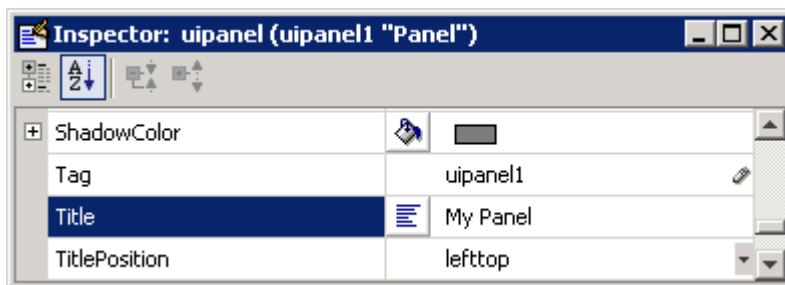 Inspector: uipanel (uipanel1 "Panel")
ShadowColor
Tag uipanel1
Title My Panel
TitlePosition lefttop